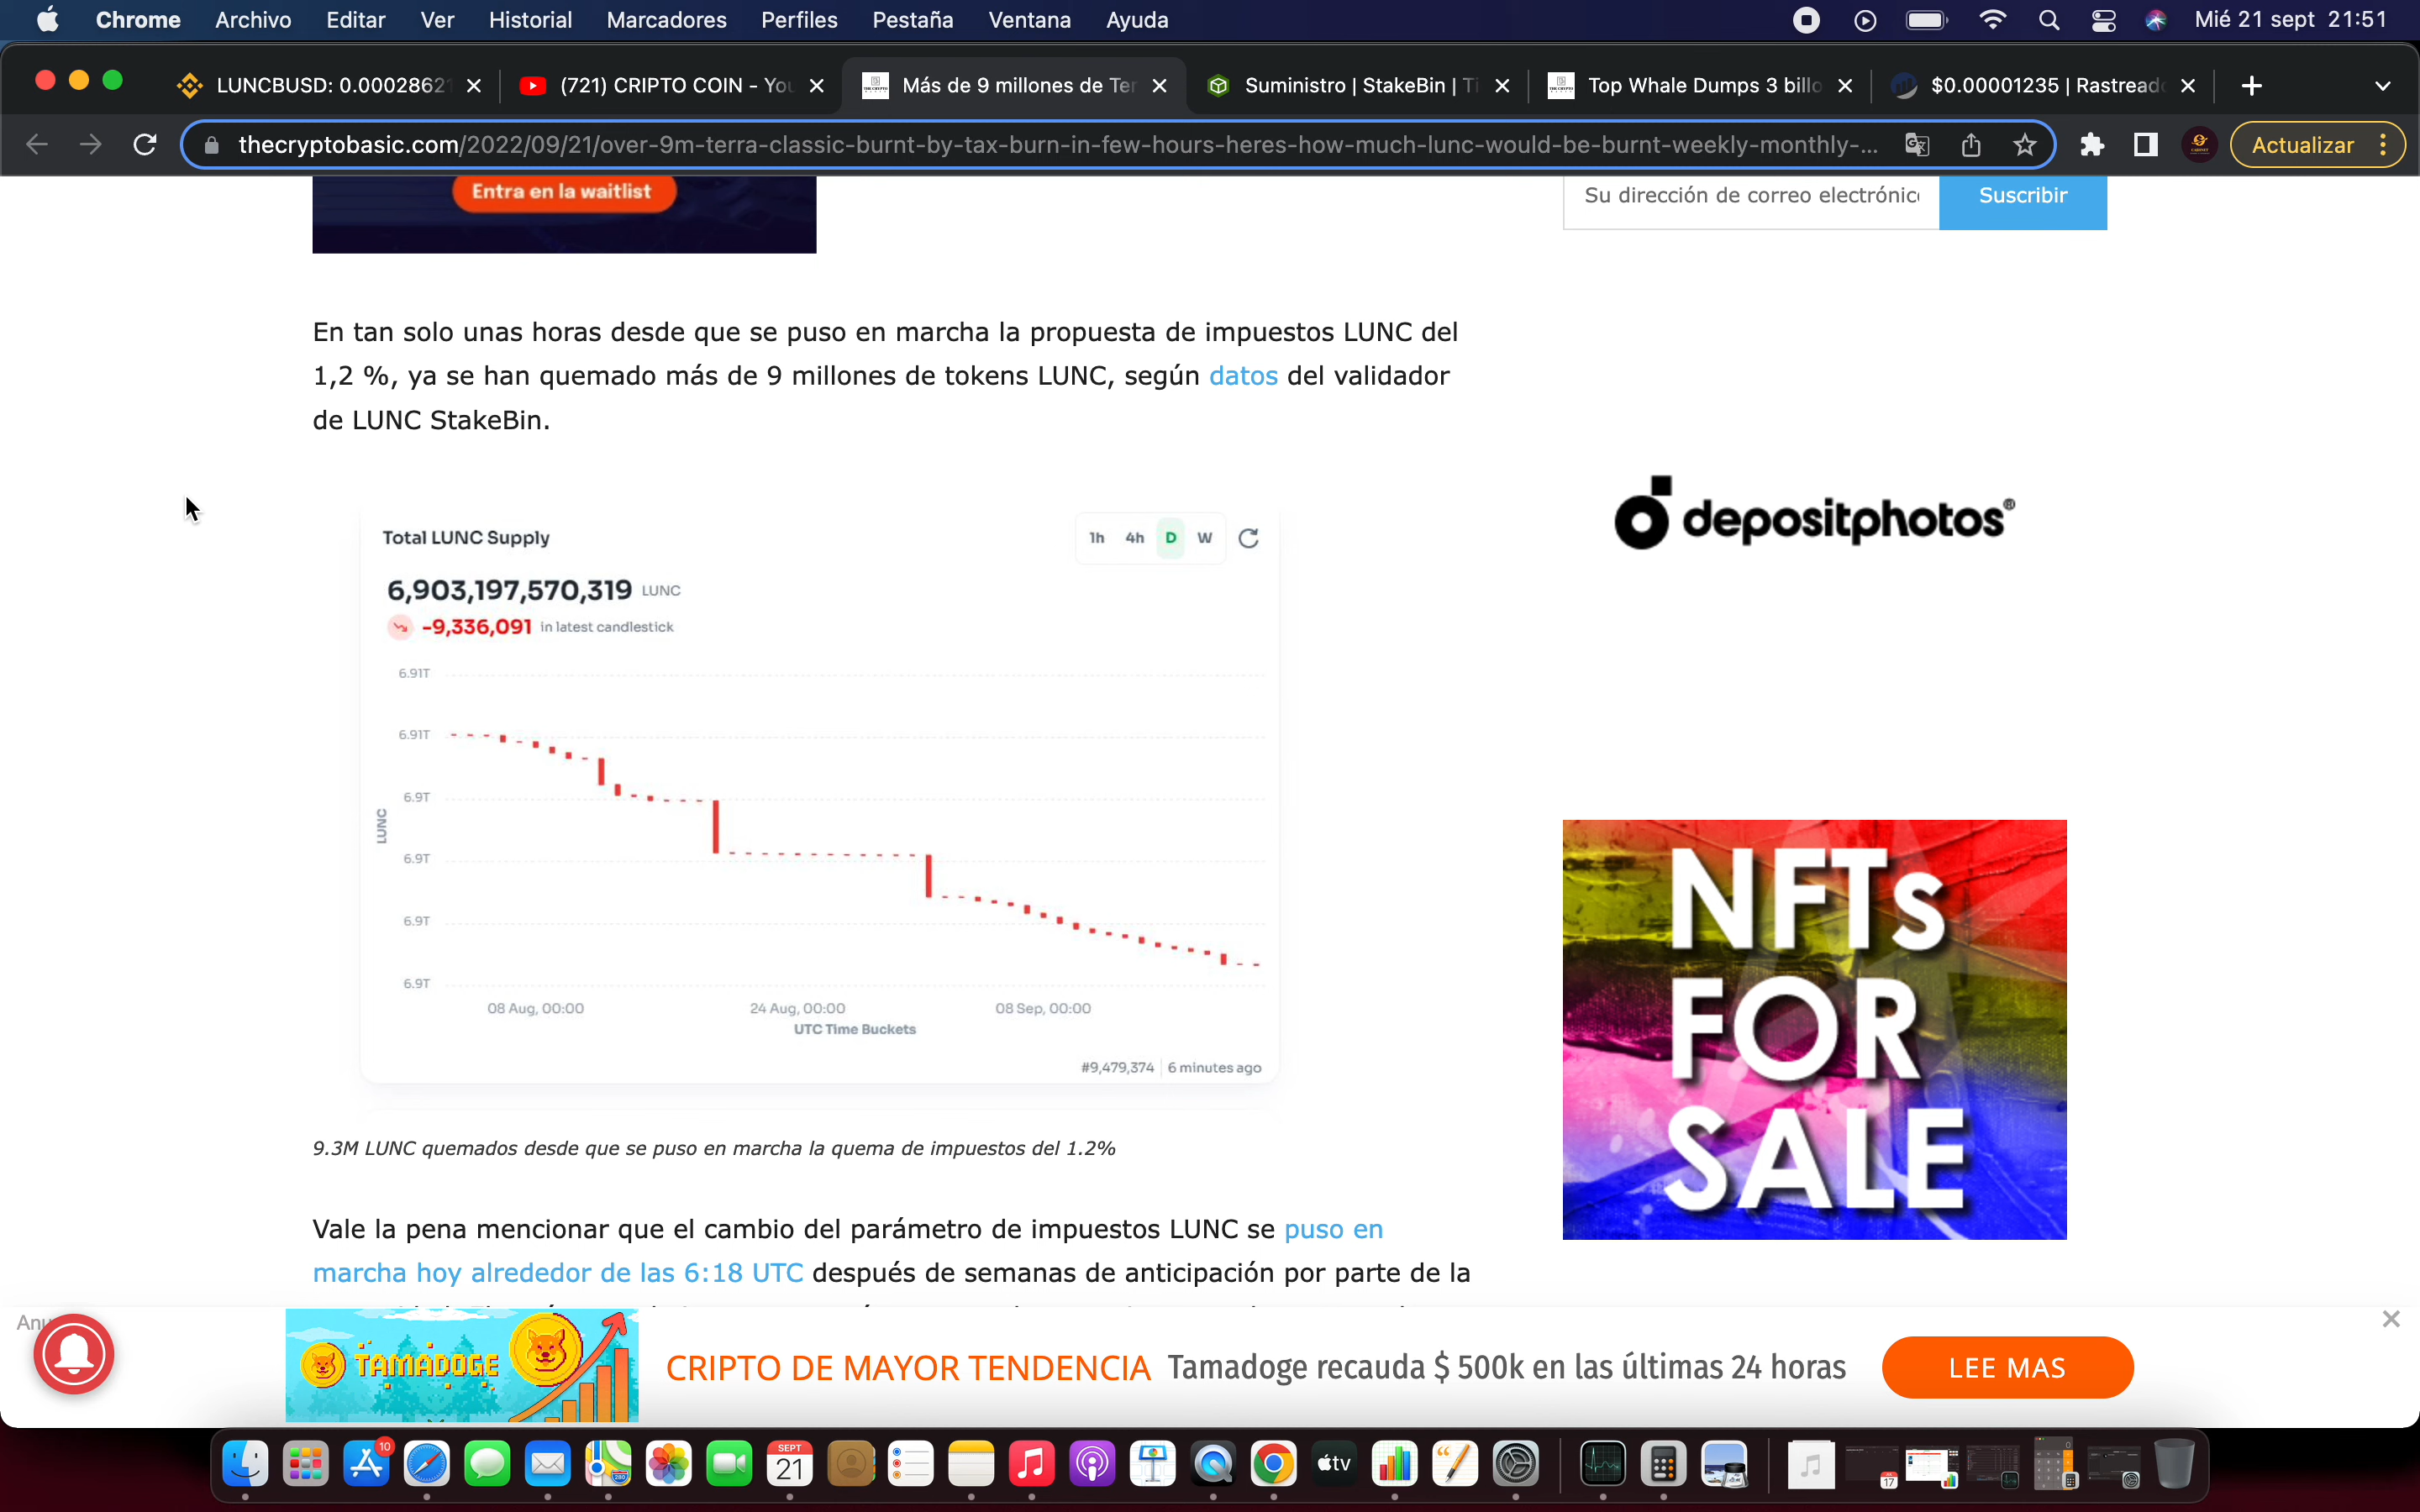 Chrome Archivo Editar Ver Historial Marcadores Perfiles Pestaña Ventana Ayuda Mié 21 sept 21:51
LUNCBUSD: 0.00028621 (721) CRIPTO COIN - You Más de 9 millones de Ter Suministro | StakeBin | Ti Top Whale Dumps 3 billo $0.00001235 | Rastread
thecryptobasic.com/2022/09/21/over-9m-terra-classic-burnt-by-tax-burn-in-few-hours-heres-how-much-lunc-would-be-burnt-weekly-monthly-... Actualizar
Entra en la waitlist
Su dirección de correo electrónic Suscribir
En tan solo unas horas desde que se puso en marcha la propuesta de impuestos LUNC del
1,2 %, ya se han quemado más de 9 millones de tokens LUNC, según datos del validador
de LUNC StakeBin.
depositphotos®
Total LUNC Supply 1h 4h D W
6,903,197,570,319 LUNC
-9,336,091 in latest candlestick
6.91T
6.91T
6.9T
6.9T
6.9T
6.9T
LUNC
08 Aug, 00:00 24 Aug, 00:00 08 Sep, 00:00
UTC Time Buckets
#9,479,374 6 minutes ago
NFTs
FOR
SALE
9.3M LUNC quemados desde que se puso en marcha la quema de impuestos del 1.2%
Vale la pena mencionar que el cambio del parámetro de impuestos LUNC se puso en
marcha hoy alrededor de las 6:18 UTC después de semanas de anticipación por parte de la
Anu
TAMADOGE CRIPTO DE MAYOR TENDENCIA Tamadoge recauda $ 500k en las últimas 24 horas LEE MAS
10 SEPT 21 280 tv 17